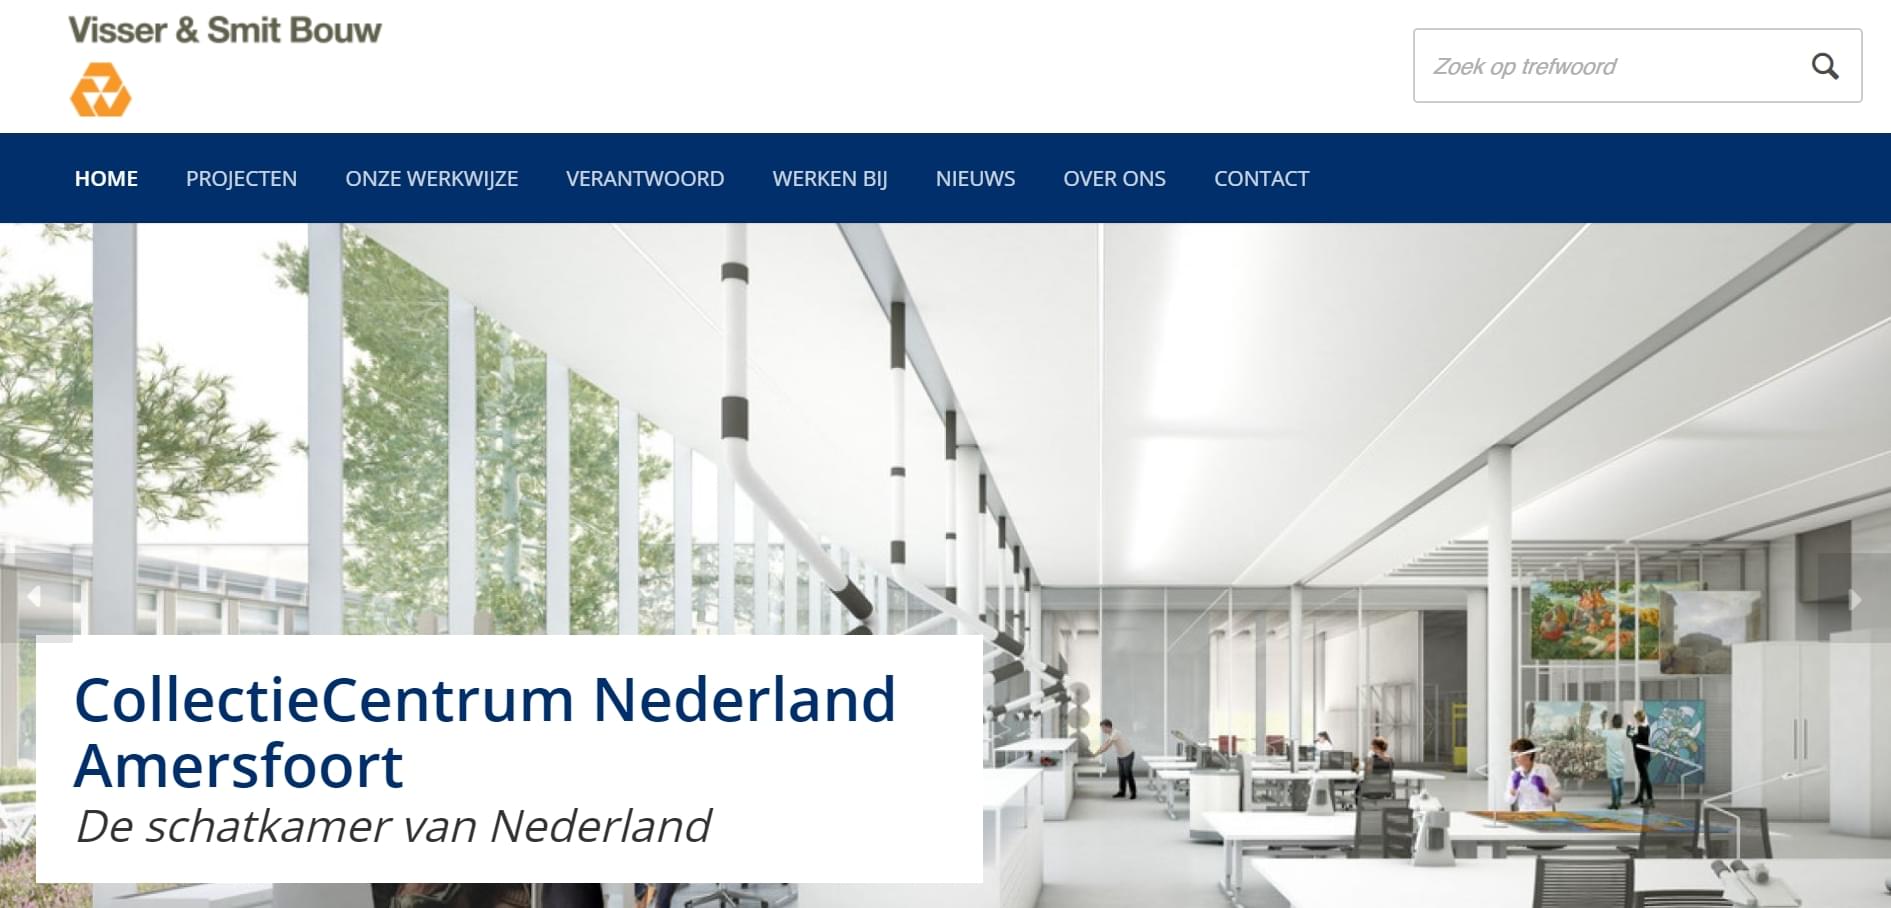 Visser & Smit Bouw
Zoek op trefwoord
HOME PROJECTEN ONZE WERKWIJZE VERANTWOORD WERKEN BIJ NIEUWS OVER ONS CONTACT
CollectieCentrum Nederland
Amersfoort
De schatkamer van Nederland